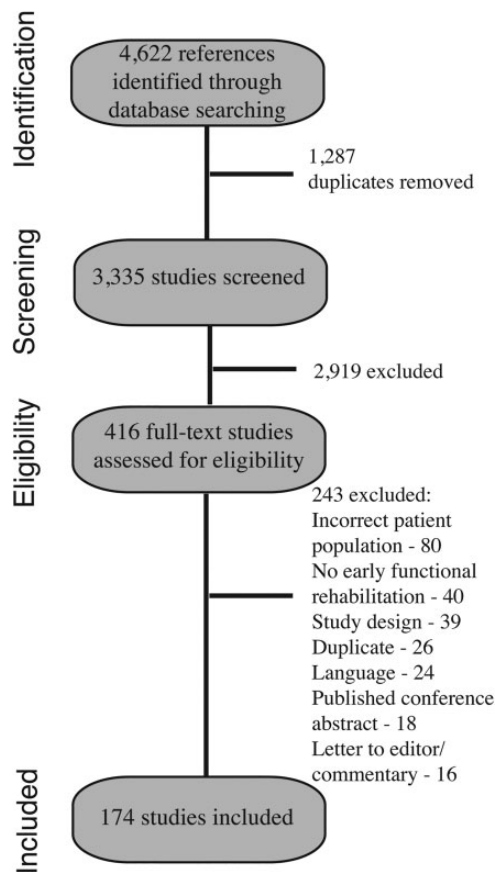 Identification
4,622 references
identified through
database searching
1,287
duplicates removed
Screening
3,335 studies screened
2,919 excluded
Eligibility
416 full-text studies
assessed for eligibility
243 excluded:
Incorrect patient
population - 80
No early functional
rehabilitation - 40
Study design - 39
Duplicate - 26
Language - 24
Published conference
abstract - 18
Letter to editor/
commentary - 16
Included
174 studies included